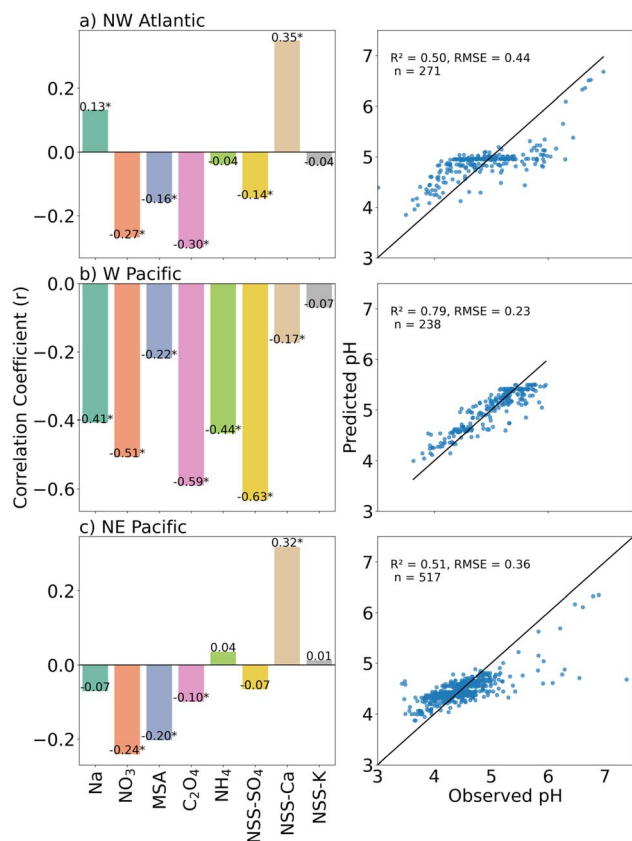 a) NW Atlantic
0.2
0.0
−0.2
0.13*
-0.27*
-0.16*
-0.30*
-0.04
-0.14*
0.35*
-0.04
7
6
5
4
3
R² = 0.50, RMSE = 0.44
n = 271
b) W Pacific
0.0
−0.2
−0.4
−0.6
-0.41*
-0.51*
-0.22*
-0.59*
-0.44*
-0.63*
-0.17*
-0.07
Correlation Coefficient (r)
7
6
5
4
3
R² = 0.79, RMSE = 0.23
n = 238
Predicted pH
c) NE Pacific
0.2
0.0
−0.2
-0.07
-0.24*
-0.20*
-0.10*
0.04
-0.07
0.32*
0.01
Na
NO₃
MSA
C₂O₄
NH₄
NSS-SO4
NSS-Ca
NSS-K
7
6
5
4
3
R² = 0.51, RMSE = 0.36
n = 517
3 4 5 6 7
Observed pH